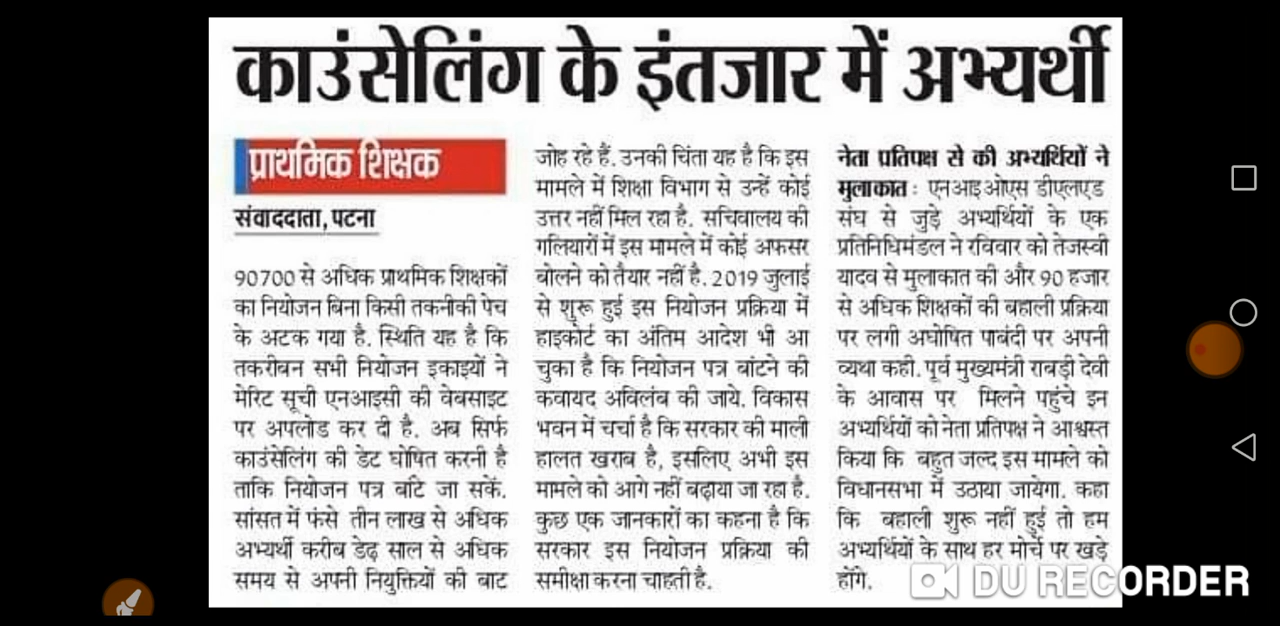 काउंसेलिंग के इंतजार में अभ्यर्थी
प्राथमिक शिक्षक
संवाददाता, पटना
90700 से अधिक प्राथमिक शिक्षकों
का नियोजन बिना किसी तकनीकी पेच
के अटक गया है. स्थिति यह है कि
तकरीबन सभी नियोजन इकाइयों ने
मेरिट सूची एनआइसी की वेबसाइट
पर अपलोड कर दी है. अब सिर्फ
काउंसेलिंग की डेट घोषित करनी है
ताकि नियोजन पत्र बांटे जा सकें.
सांसत में फंसे तीन लाख से अधिक
अभ्यर्थी करीब डेढ़ साल से अधिक
समय से अपनी नियुक्तियों की बाट
जोह रहे हैं. उनकी चिंता यह है कि इस
मामले में शिक्षा विभाग से उन्हें कोई
उत्तर नहीं मिल रहा है. सचिवालय की
गलियारों में इस मामले में कोई अफसर
बोलने को तैयार नहीं है. 2019 जुलाई
से शुरू हुई इस नियोजन प्रक्रिया में
हाइकोर्ट का अंतिम आदेश भी आ
चुका है कि नियोजन पत्र बांटने की
कवायद अविलंब की जाये. विकास
भवन में चर्चा है कि सरकार की माली
हालत खराब है, इसलिए अभी इस
मामले को आगे नहीं बढ़ाया जा रहा है.
कुछ एक जानकारों का कहना है कि
सरकार इस नियोजन प्रक्रिया की
समीक्षा करना चाहती है.
नेता प्रतिपक्ष से की अभ्यर्थियों ने
मुलाकात : एनआइओएस डीएलएड
संघ से जुड़े अभ्यर्थियों के एक
प्रतिनिधिमंडल ने रविवार को तेजस्वी
यादव से मुलाकात की और 90 हजार
से अधिक शिक्षकों की बहाली प्रक्रिया
पर लगी अघोषित पाबंदी पर अपनी
व्यथा कही. पूर्व मुख्यमंत्री राबड़ी देवी
के आवास पर मिलने पहुंचे इन
अभ्यर्थियों को नेता प्रतिपक्ष ने आश्वस्त
किया कि बहुत जल्द इस मामले को
विधानसभा में उठाया जायेगा. कहा
कि बहाली शुरू नहीं हुई तो हम
अभ्यर्थियों के साथ हर मोर्चे पर खड़े
होंगे.
DU RECORDER